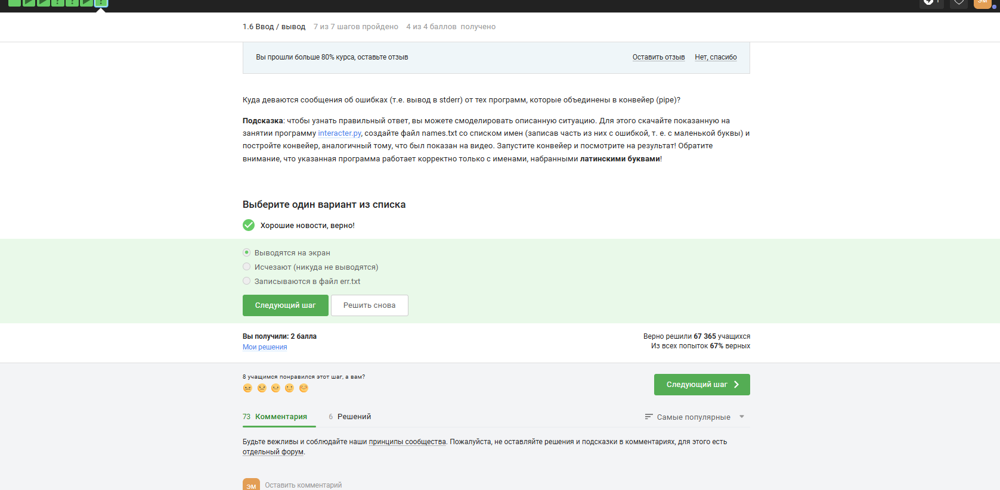 1.6 Ввод / вывод 7 из 7 шагов пройдено 4 из 4 баллов получено
Вы прошли больше 80% курса, оставьте отзыв Оставить отзыв Нет, спасибо
Куда деваются сообщения об ошибках (т.е. вывод в stderr) от тех программ, которые объединены в конвейер (pipe)?
Подсказка: чтобы узнать правильный ответ, вы можете смоделировать описанную ситуацию. Для этого скачайте показанную на
занятии программу interacter.py, создайте файл names.txt со списком имен (записав часть из них с ошибкой, т. е. с маленькой буквы) и
постройте конвейер, аналогичный тому, что был показан на видео. Запустите конвейер и посмотрите на результат! Обратите
внимание, что указанная программа работает корректно только с именами, набранными латинскими буквами!
Выберите один вариант из списка
Хорошие новости, верно!
Выводятся на экран
Исчезают (никуда не выводятся)
Записываются в файл err.txt
Следующий шаг Решить снова
Вы получили: 2 балла Верно решили 67 365 учащихся
Мои решения Из всех попыток 67% верных
8 учащимся понравился этот шаг, а вам?
Следующий шаг
73 Комментария 6 Решений Самые популярные
Будьте вежливы и соблюдайте наши принципы сообщества. Пожалуйста, не оставляйте решения и подсказки в комментариях, для этого есть
отдельный форум.
ЭМ Оставить комментарий